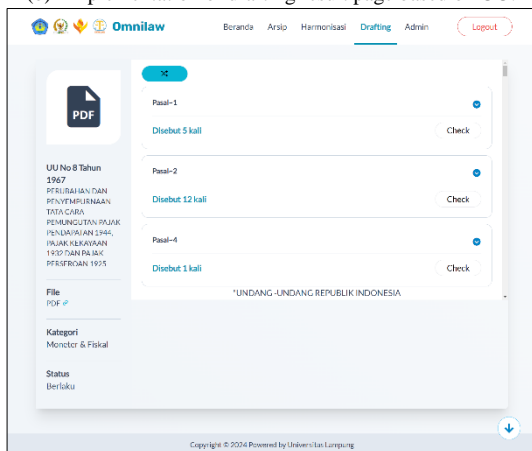 Omnilaw
Beranda Arsip Harmonisasi Drafting Admin Logout
PDF
UU No 8 Tahun
1967
PERUBAHAN DAN
PENYEMPURNAAN
TATA CARA
PEMUNGUTAN PAJAK
PENDAPATAN 1944,
PAJAK KEKAYAAN
1932 DAN PAJAK
PERSEROAN 1925
File
PDF
Kategori
Moneter & Fiskal
Status
Berlaku
Pasal-1
Disebut 5 kali Check
Pasal-2
Disebut 12 kali Check
Pasal-4
Disebut 1 kali Check
"UNDANG -UNDANG REPUBLIK INDONESIA
Copyright © 2024 Powered by Universitas Lampung